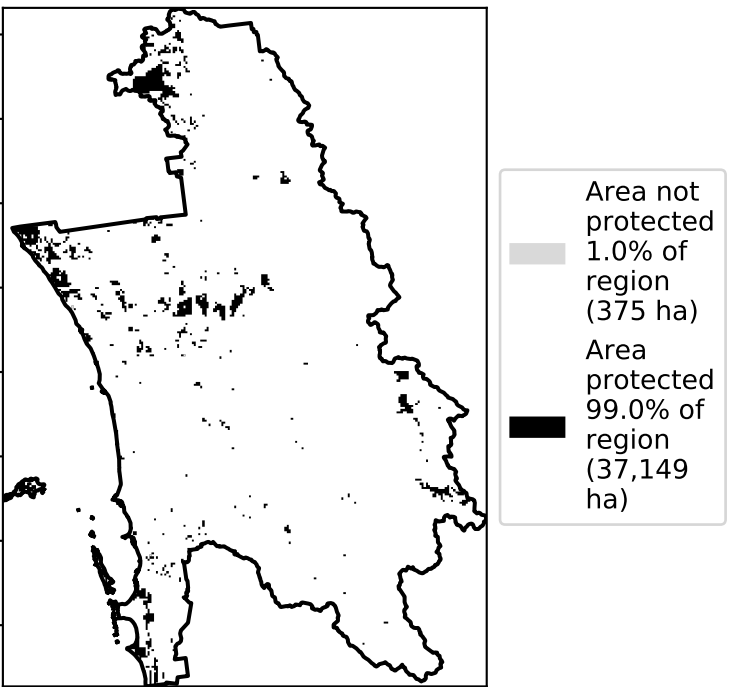 Area not
protected
1.0% of
region
(375 ha)
Area
protected
99.0% of
region
(37,149
ha)